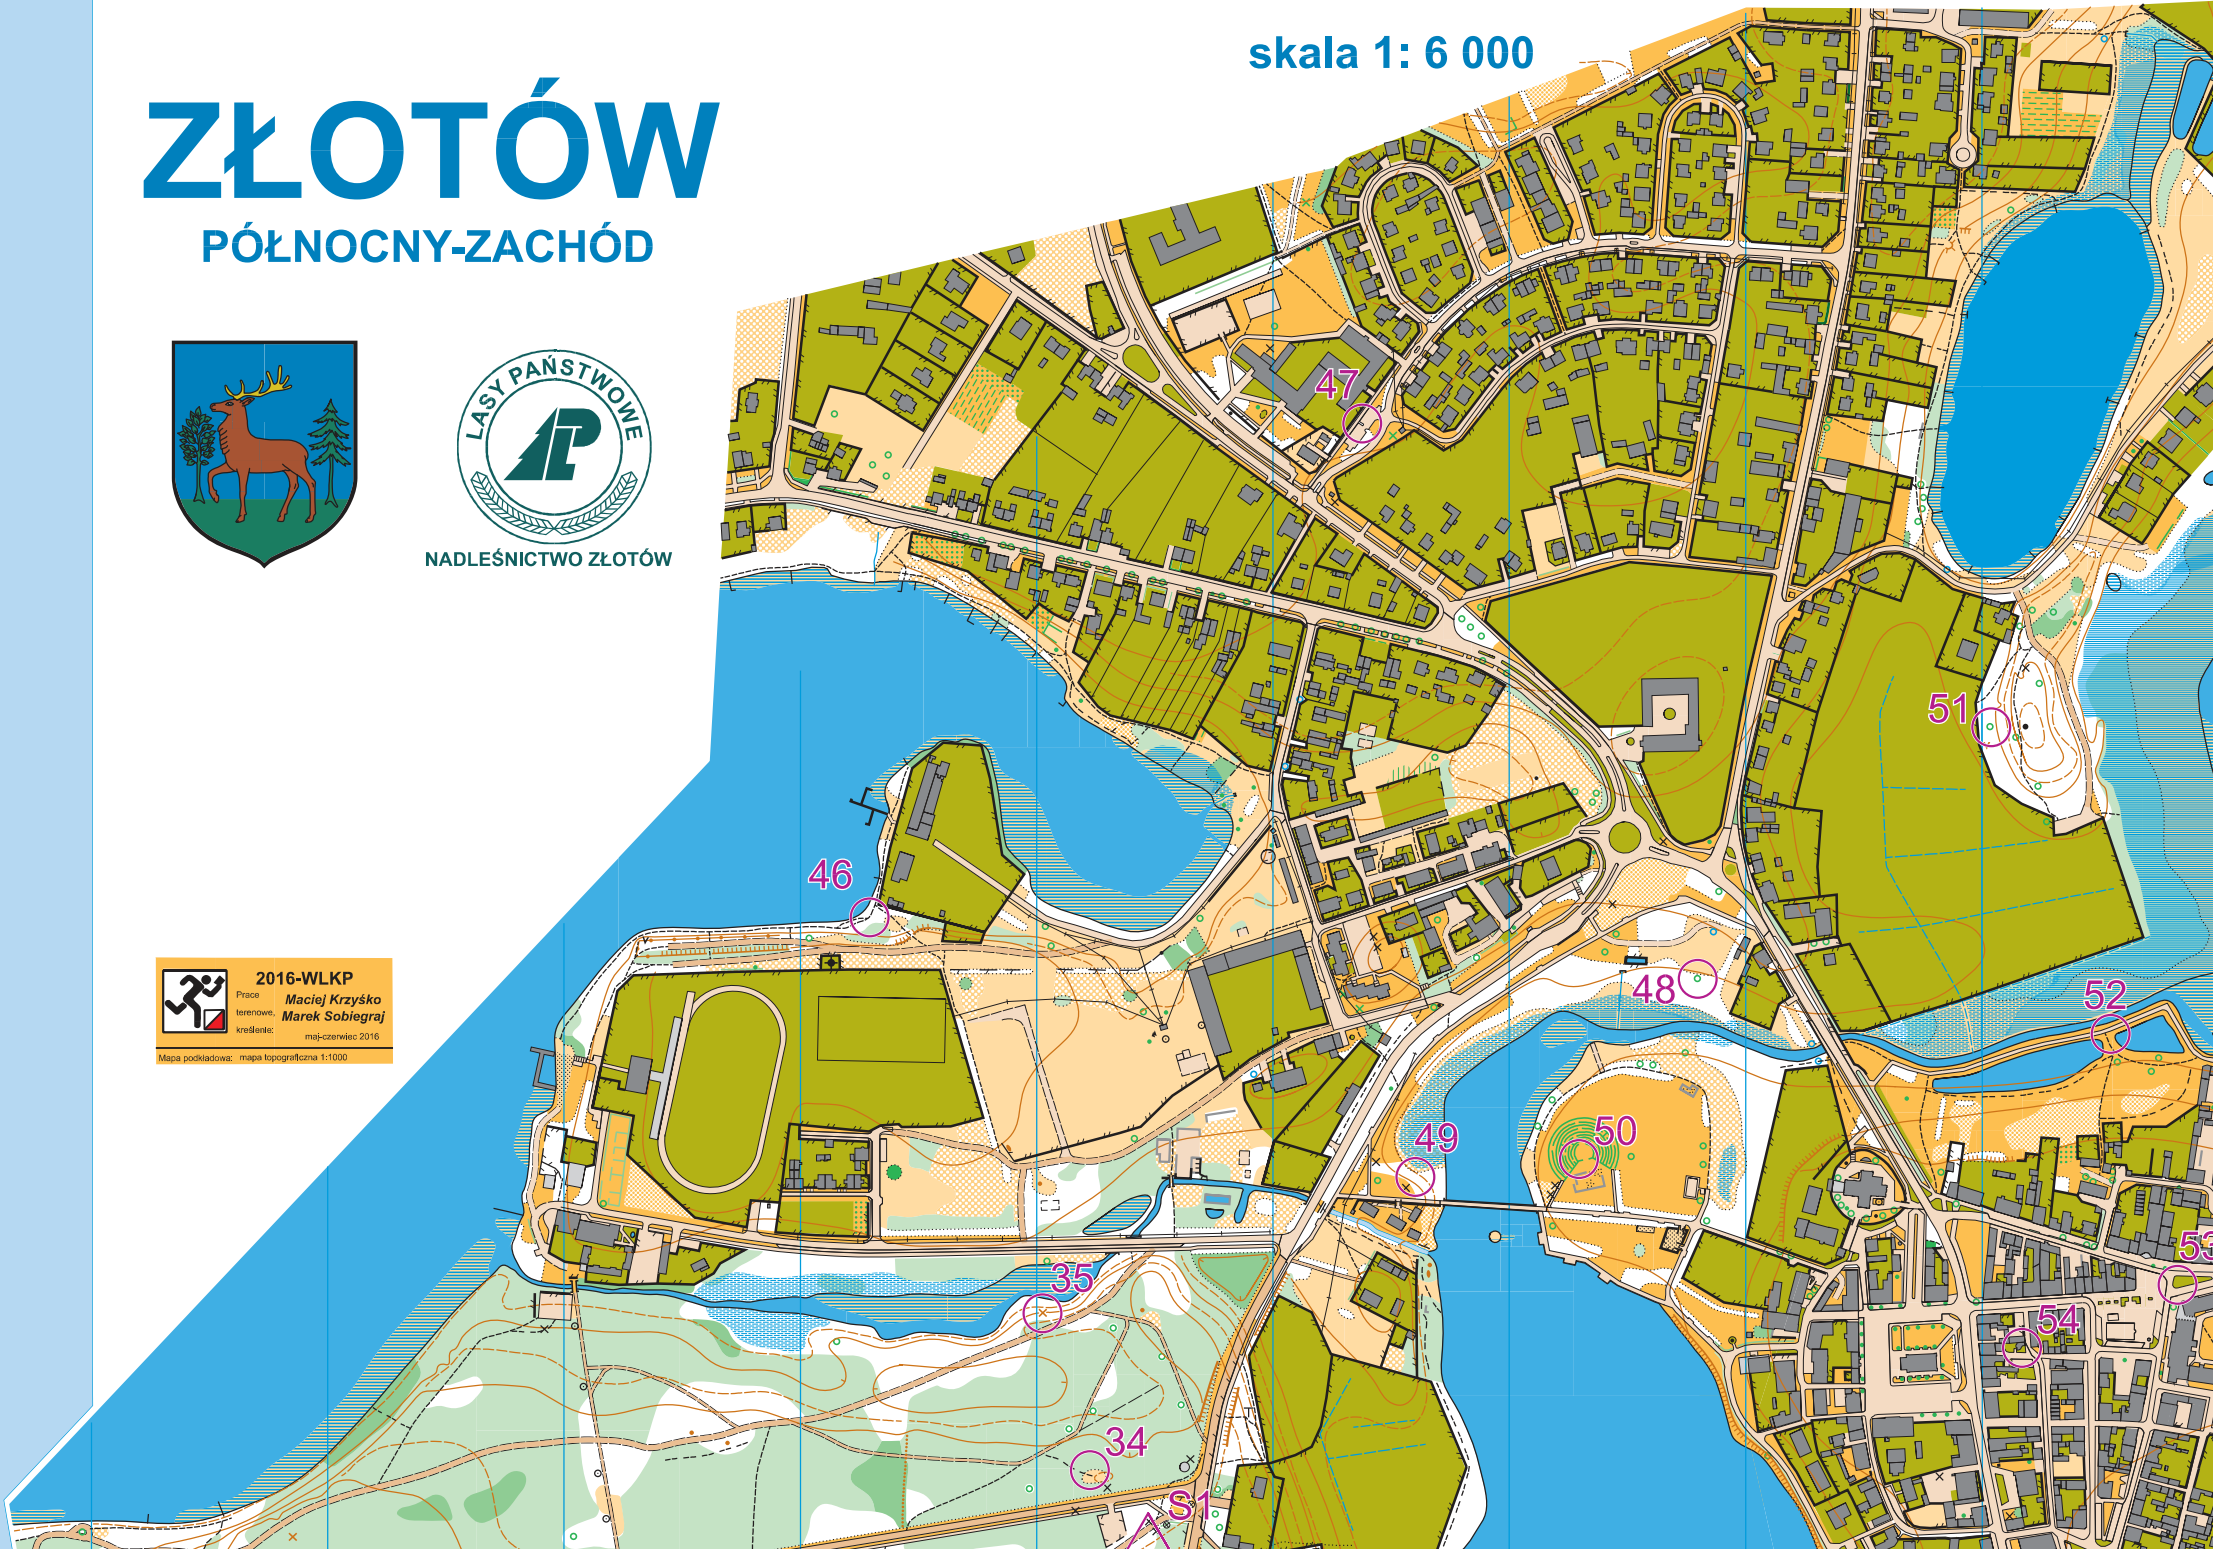 skala 1: 6 000
ZŁOTÓW
PÓŁNOCNY-ZACHÓD
LASY PAŃSTWOWE
NADLEŚNICTWO ZŁOTÓW
2016-WLKP
Prace terenowe, kreślenie:
Maciej Krzyśko
Marek Sobiegraj
maj-czerwiec 2016
Mapa podkładowa: mapa topograficzna 1:1000
47
51
46
48
52
49
50
53
35
54
34
S1